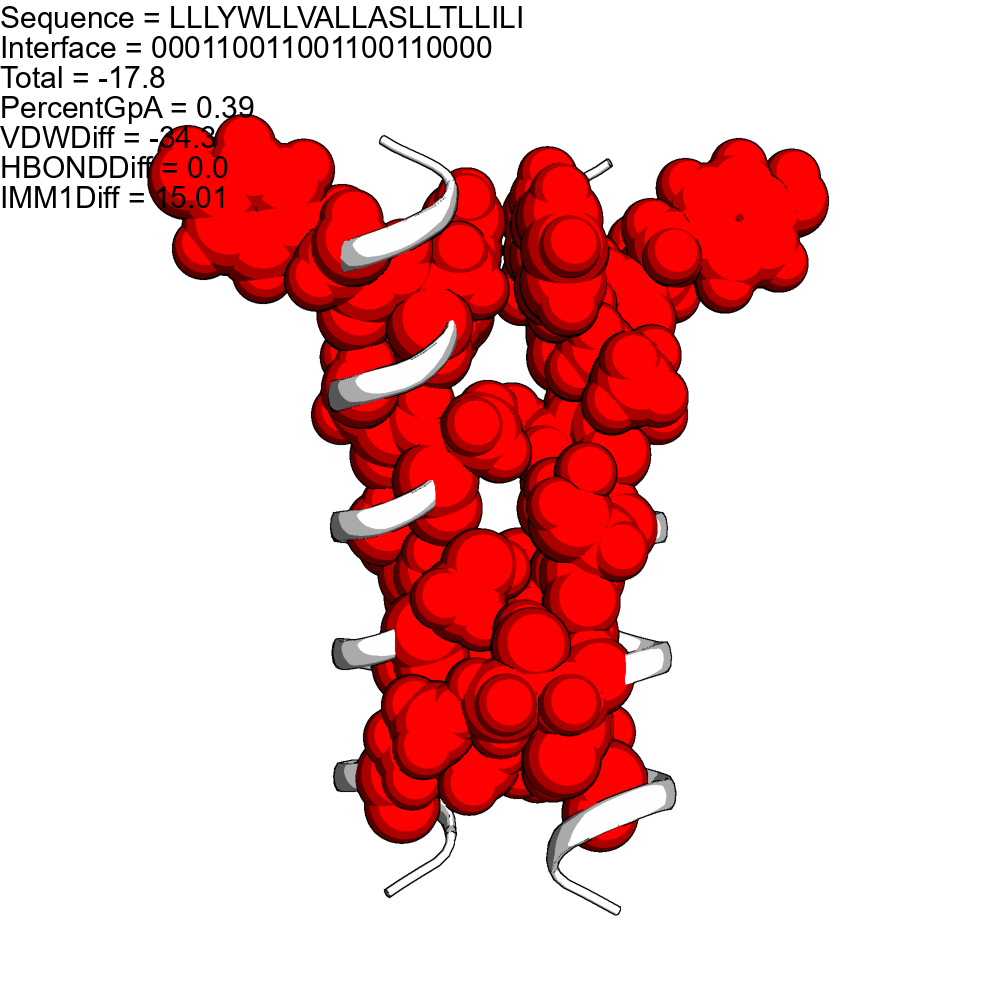 Sequence = LLLYWLLVALLASLLTLLILI
Interface = 000110011001100110000
Total = -17.8
PercentGpA = 0.39
VDWDiff = -34.3
HBONDDiff = 0.0
IMM1Diff = 15.01